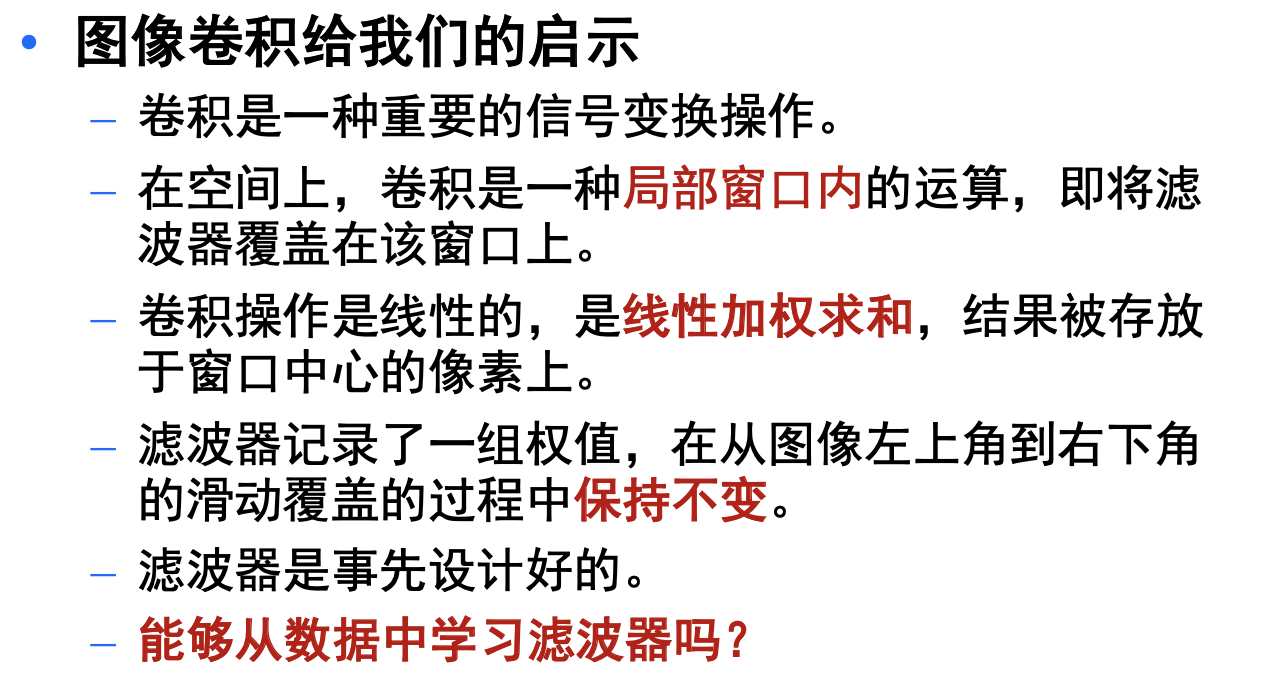 • 图像卷积给我们的启示
– 卷积是一种重要的信号变换操作。
– 在空间上，卷积是一种局部窗口内的运算，即将滤
波器覆盖在该窗口上。
– 卷积操作是线性的，是线性加权求和，结果被存放
于窗口中心的像素上。
– 滤波器记录了一组权值，在从图像左上角到右下角
的滑动覆盖的过程中保持不变。
– 滤波器是事先设计好的。
– 能够从数据中学习滤波器吗？